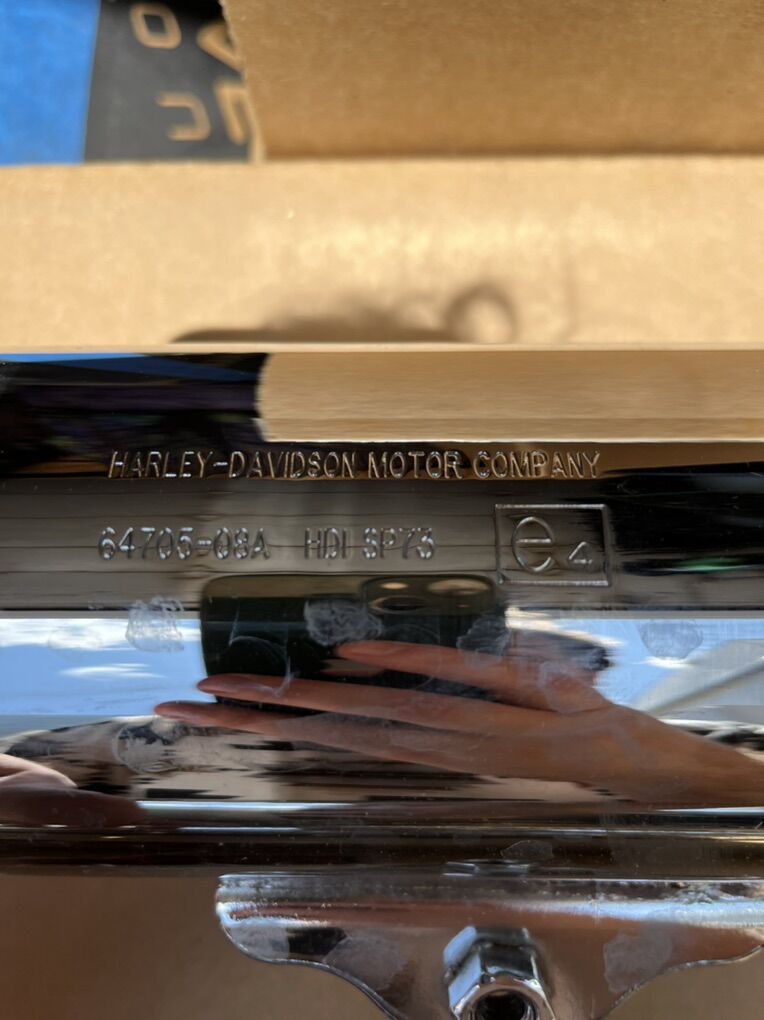 HARLEY-DAVIDSON MOTOR COMPANY
64705-08A HDI SP73 e4